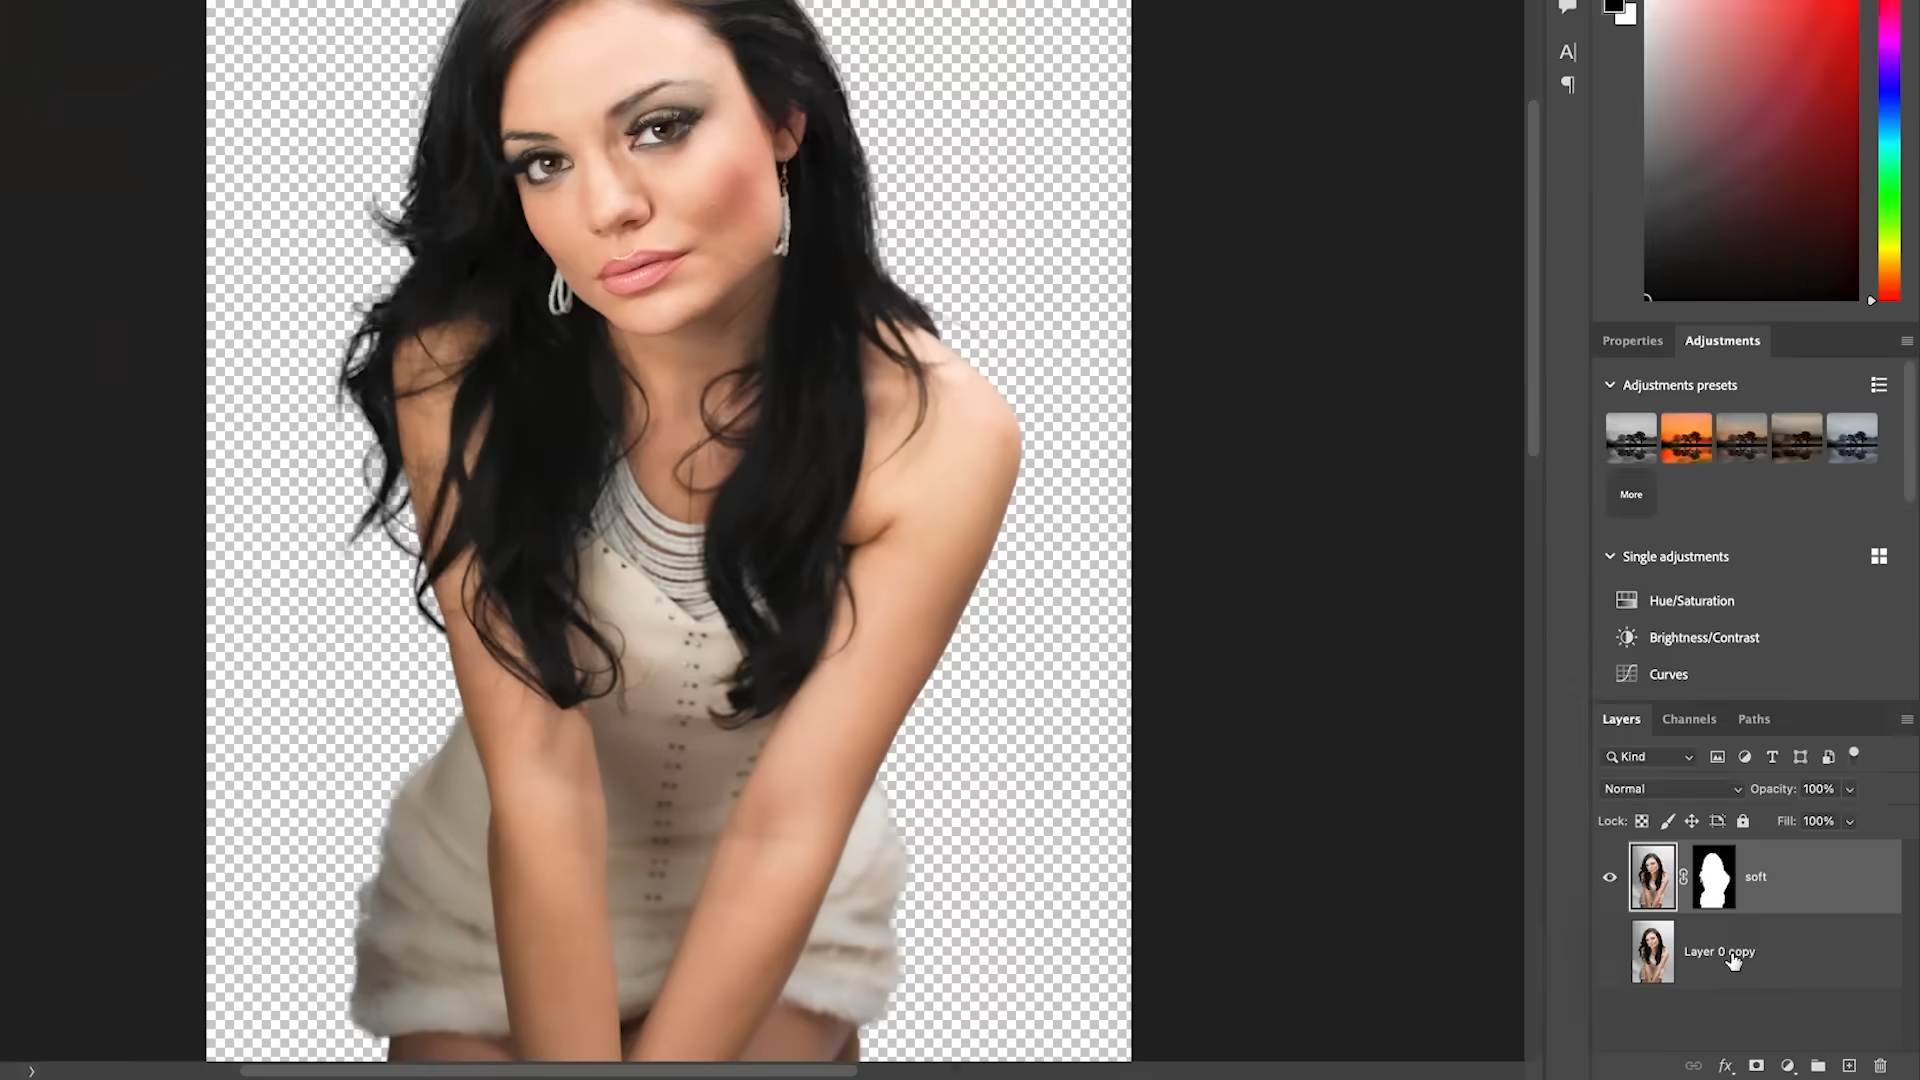 A|
Properties Adjustments
Adjustments presets
More
Single adjustments
Hue/Saturation
Brightness/Contrast
Curves
Layers Channels Paths
Kind
Normal Opacity: 100%
Lock: Fill: 100%
soft
Layer 0 copy
fx